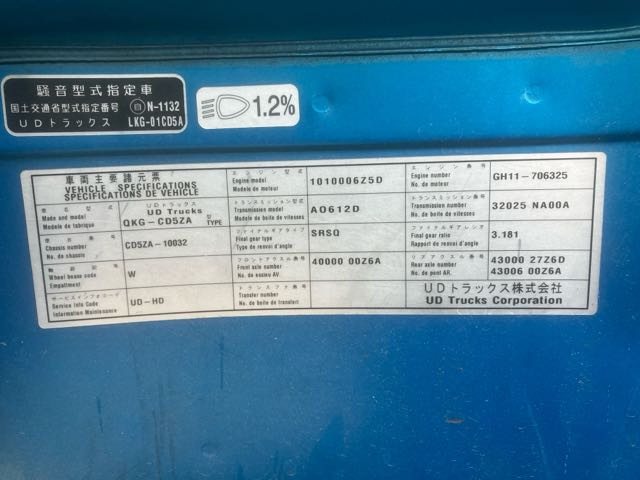 騒音型式指定車
国土交通省型式指定番号 自 N-1132
UDトラックス LKG-01CD5A
1.2%
車両主要諸元票
VEHICLE SPECIFICATIONS
SPECIFICATIONS DE VEHICLE
車名型式
Make and model
Modele de fabrique
UDトラックス
UD Trucks
QKG-CD5ZA 型 TYPE
車台番号
Chassis number
No. de chassis
CD5ZA-10032
Wheel base code
Empattement
W
サービスインフォコード
Service Info Code
Information Maintenance
UD-HD
エンジン型式
Engine model
Modele de moteur
1010006Z5D
トランスミッション型式
Transmission model
Modele de boite de vitesses
AO612D
ファイナルギアタイプ
Final gear type
Type de renvoi d'angle
SRSQ
フロントアクスル番号
Front axle number
No. de essieu AV.
40000 00Z6A
トランスファ番号
Transfer number
No. de boite de transfert
エンジン番号
Engine number
No. de moteur
GH11-706325
トランスミッション番号
Transmission number
No. de boite de vitesses
32025 NA00A
ファイナルギアレシオ
Final gear ratio
Rapport de renvoi d'angle
3.181
リアアクスル番号
Rear axle number
No. de pont AR.
43000 27Z6D
43006 00Z6A
UDトラックス株式会社
UD Trucks Corporation